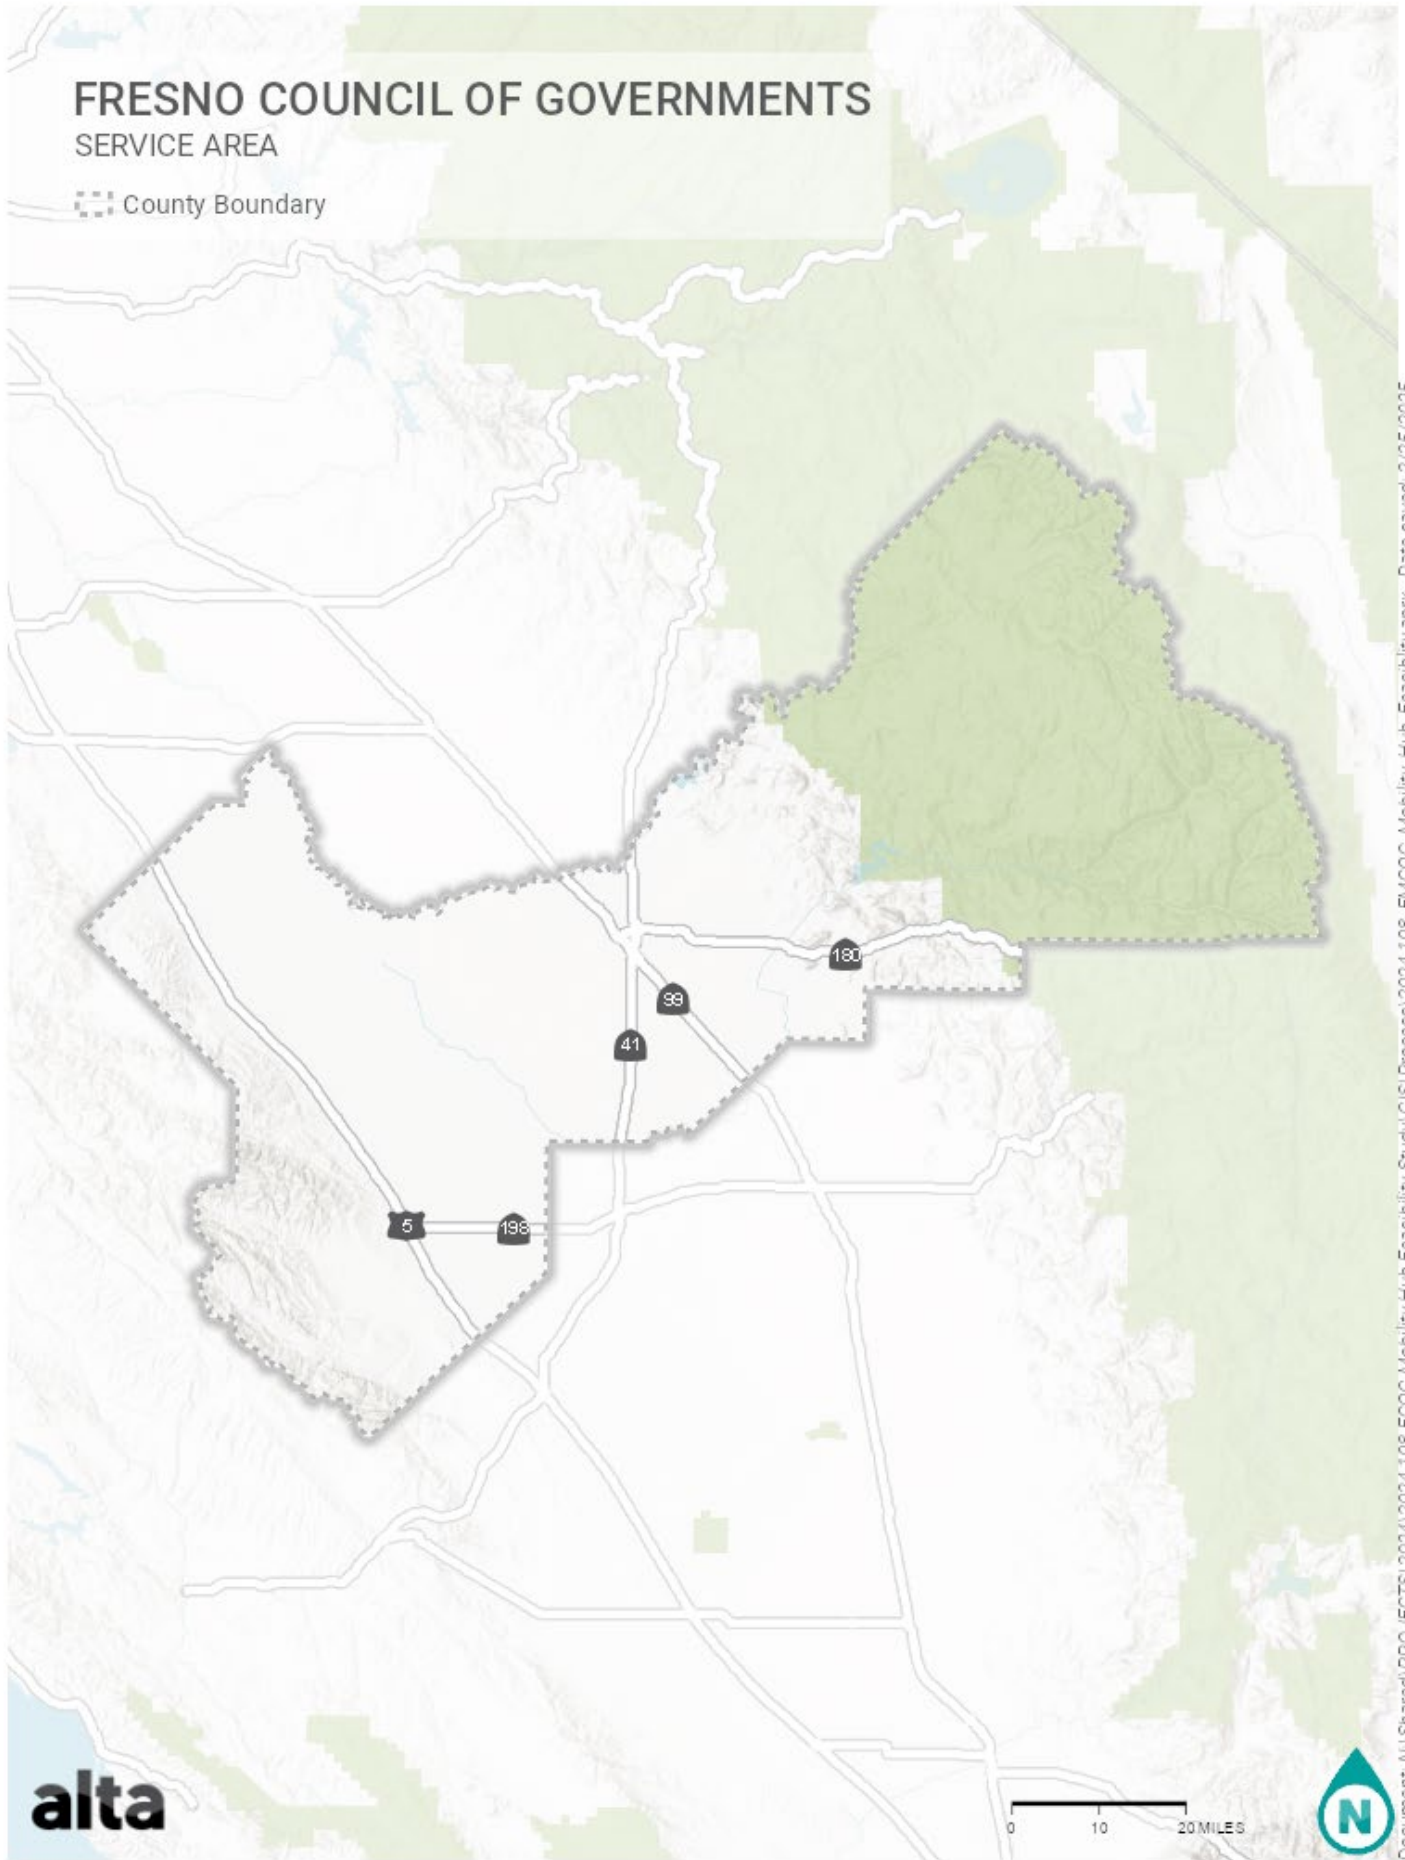 FRESNO COUNCIL OF GOVERNMENTS
SERVICE AREA
County Boundary
180
99
41
5
198
alta
0 10 20 MILES
N